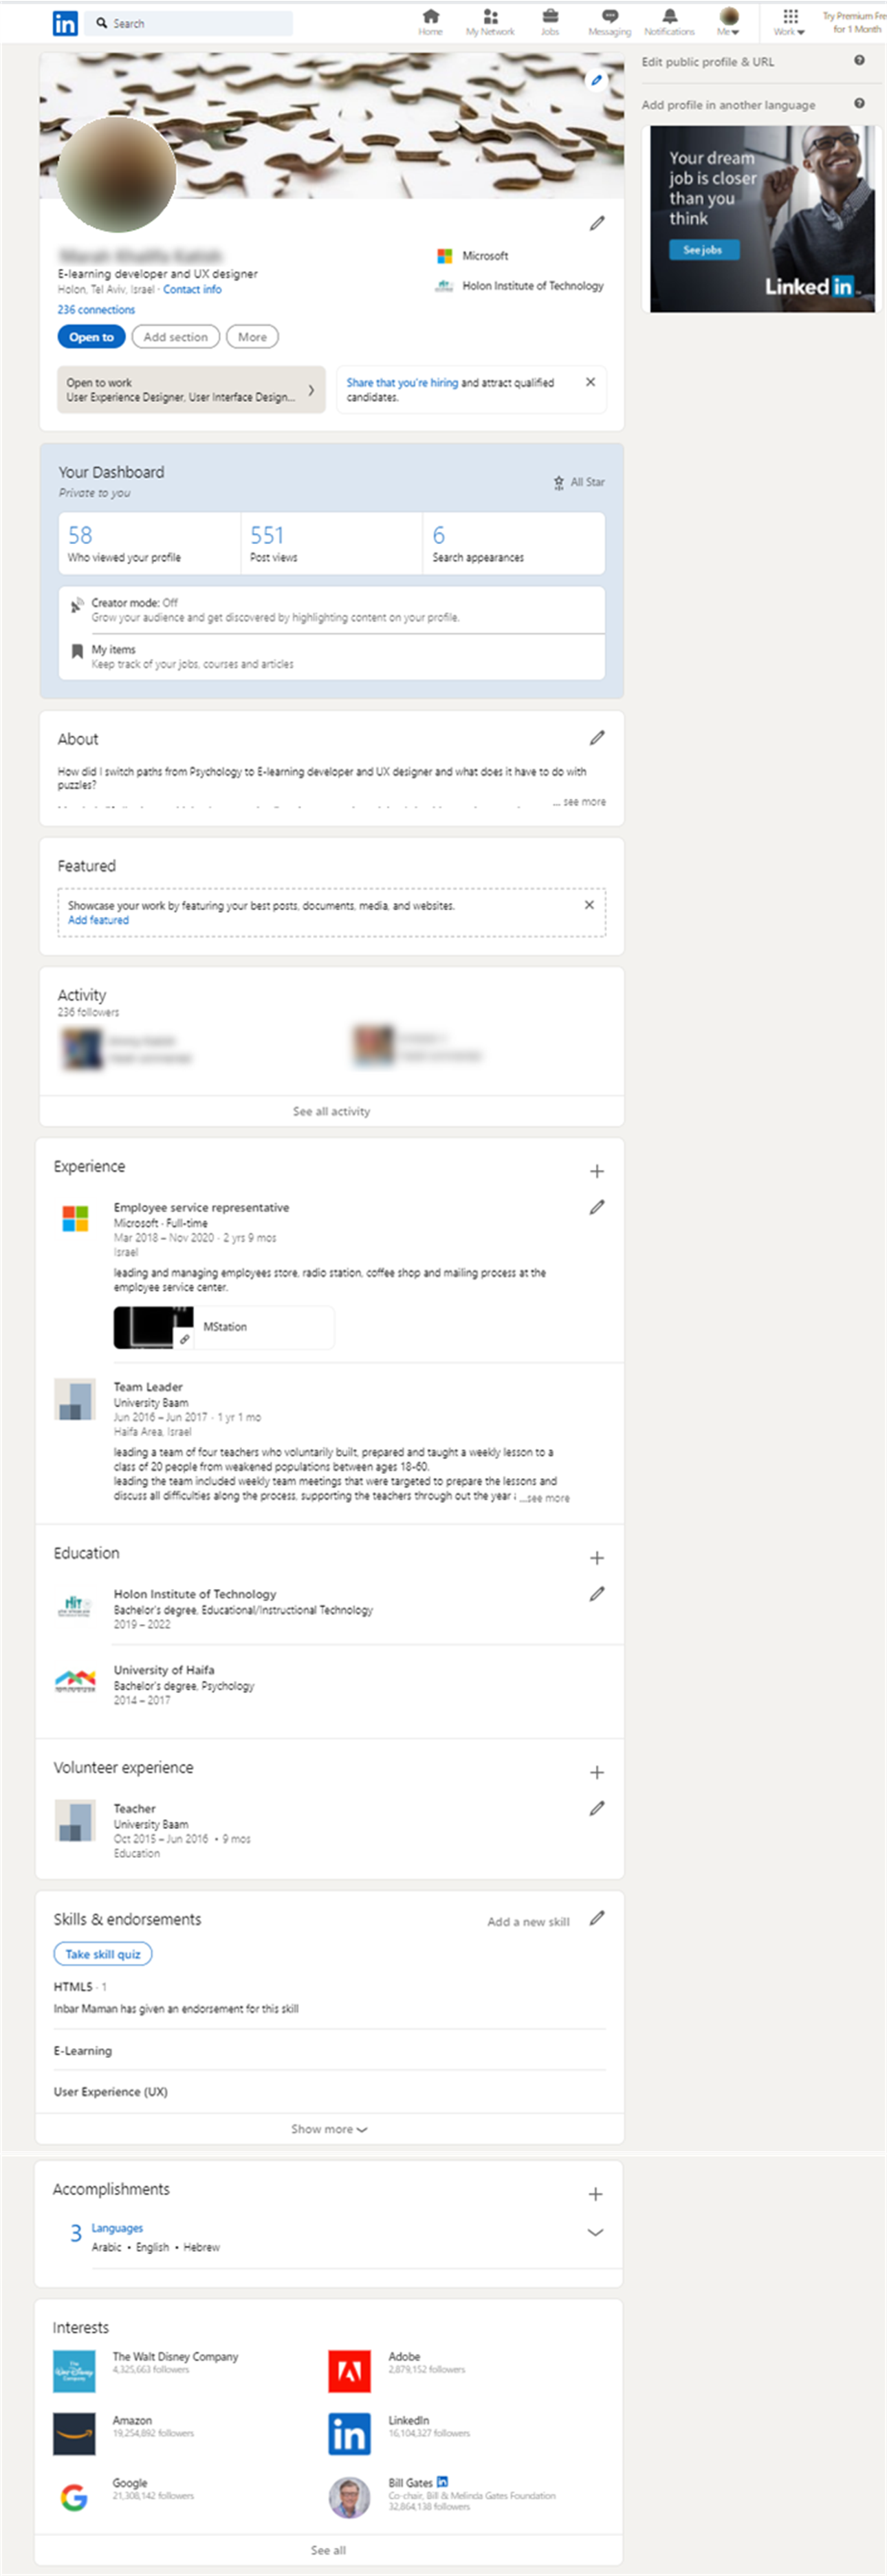 in
Search
Home
My Network
Jobs
Messaging
Notifications
Me
Work
Try Premium Fre
for 1 Month
Edit public profile & URL
Add profile in another language
Your dream
job is closer
than you
think
See jobs
Linked in
E-learning developer and UX designer
Holon, Tel Aviv, Israel · Contact info
236 connections
Microsoft
Holon Institute of Technology
Open to
Add section
More
Open to work
User Experience Designer, User Interface Design...
Share that you're hiring and attract qualified
candidates.
Your Dashboard
Private to you
All Star
58
Who viewed your profile
551
Post views
6
Search appearances
Creator mode: Off
Grow your audience and get discovered by highlighting content on your profile.
My items
Keep track of your jobs, courses and articles
About
How did I switch paths from Psychology to E-learning developer and UX designer and what does it have to do with
puzzles?
... see more
Featured
Showcase your work by featuring your best posts, documents, media, and websites.
Add featured
Activity
236 followers
See all activity
Experience
Employee service representative
Microsoft · Full-time
Mar 2018 – Nov 2020 · 2 yrs 9 mos
Israel
leading and managing employees store, radio station, coffee shop and mailing process at the
employee service center.
MStation
Team Leader
University Baam
Jun 2016 – Jun 2017 · 1 yr 1 mo
Haifa Area, Israel
leading a team of four teachers who voluntarily built, prepared and taught a weekly lesson to a
class of 20 people from weakened populations between ages 18-60.
leading the team included weekly team meetings that were targeted to prepare the lessons and
discuss all difficulties along the process, supporting the teachers through out the year ...see more
Education
Holon Institute of Technology
Bachelor's degree, Educational/Instructional Technology
2019 – 2022
University of Haifa
Bachelor's degree, Psychology
2014 – 2017
Volunteer experience
Teacher
University Baam
Oct 2015 – Jun 2016 • 9 mos
Education
Skills & endorsements
Add a new skill
Take skill quiz
HTML5 · 1
Inbar Maman has given an endorsement for this skill
E-Learning
User Experience (UX)
Show more
Accomplishments
3
Languages
Arabic • English • Hebrew
Interests
The Walt Disney Company
4,325,663 followers
Adobe
2,879,152 followers
Amazon
19,254,892 followers
LinkedIn
16,104,327 followers
Google
21,308,142 followers
Bill Gates in
Co-chair, Bill & Melinda Gates Foundation
32,864,138 followers
See all